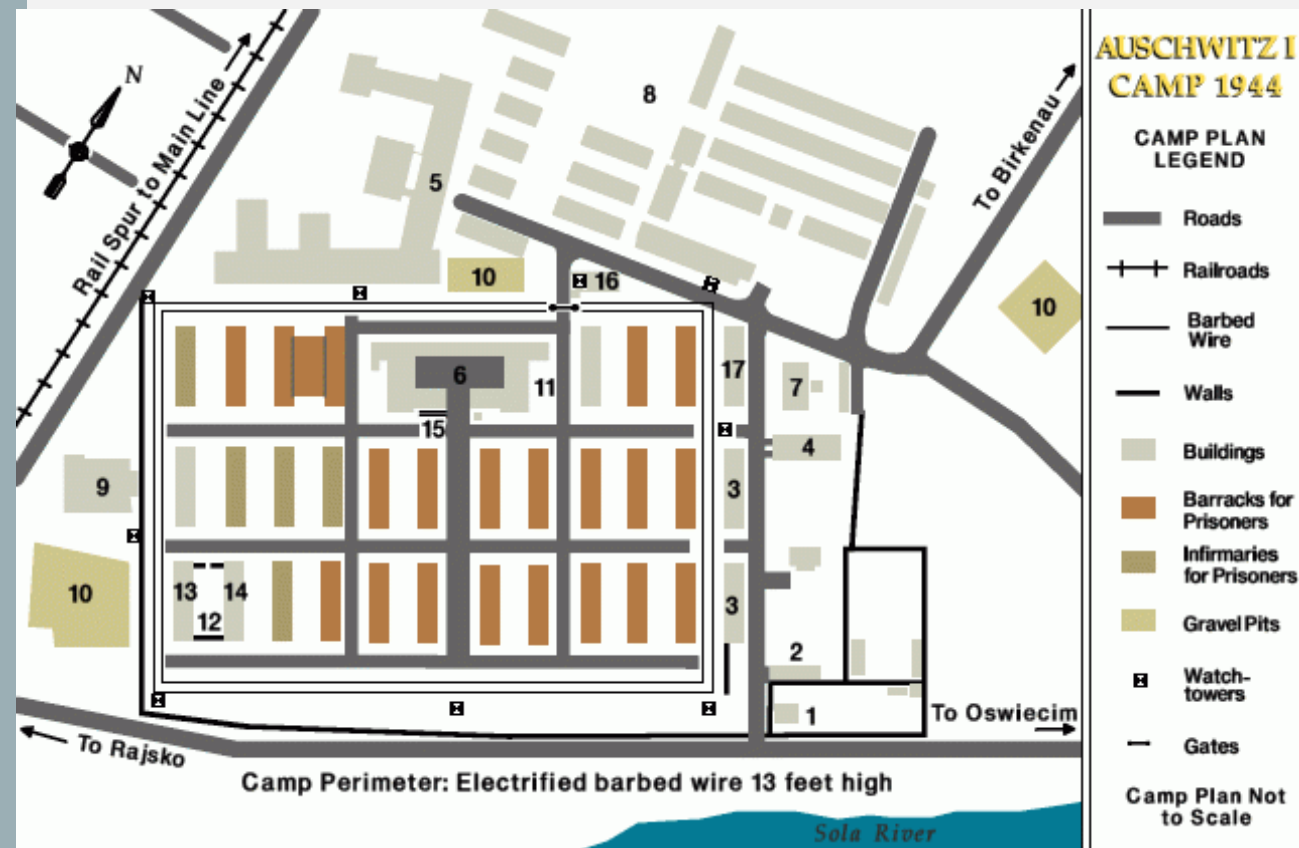 N
Rail Spur to Main Line
8
5
10
16
To Birkenau
10
6
11
17
7
15
4
9
3
10
13
14
12
3
2
1
To Oswiecim
To Rajsko
Camp Perimeter: Electrified barbed wire 13 feet high
Sola River
AUSCHWITZ I
CAMP 1944
CAMP PLAN
LEGEND
Roads
Railroads
Barbed
Wire
Walls
Buildings
Barracks for
Prisoners
Infirmaries
for Prisoners
Gravel Pits
Watch-
towers
Gates
Camp Plan Not
to Scale